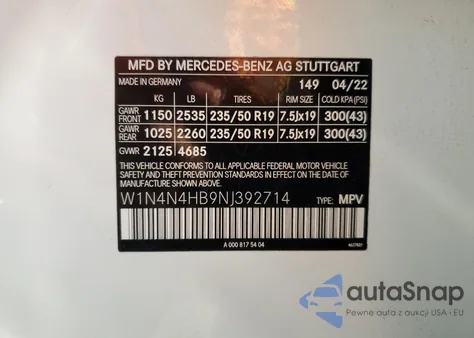 MFD BY MERCEDES-BENZ AG STUTTGART
MADE IN GERMANY 149 04/22
KG LB TIRES RIM SIZE COLD KPA(PSI)
GAWR FRONT 1150 2535 235/50 R19 7.5Jx19 300(43)
GAWR REAR 1025 2260 235/50 R19 7.5Jx19 300(43)
GVWR 2125 4685
THIS VEHICLE CONFORMS TO ALL APPLICABLE FEDERAL MOTOR VEHICLE
SAFETY, BUMPER, AND THEFT PREVENTION STANDARDS IN EFFECT
ON THE DATE OF MANUFACTURE SHOWN ABOVE.
W1N4N4HB9NJ392714 TYPE: MPV
A 000 817 54 04
autaSnap
Pewne auta z aukcji USA i EU